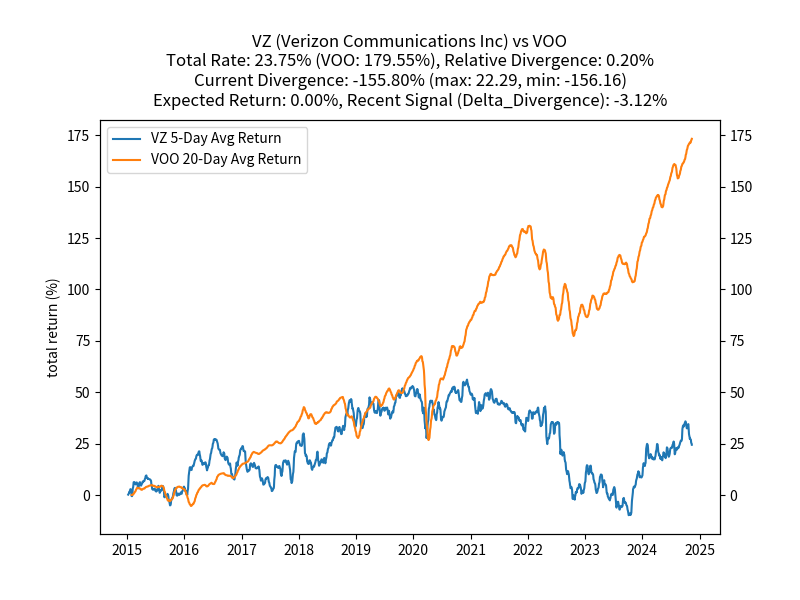 VZ (Verizon Communications Inc) vs VOO
Total Rate: 23.75% (VOO: 179.55%), Relative Divergence: 0.20%
Current Divergence: -155.80% (max: 22.29, min: -156.16)
Expected Return: 0.00%, Recent Signal (Delta_Divergence): -3.12%
VZ 5-Day Avg Return
VOO 20-Day Avg Return
total return (%)
175
150
125
100
75
50
25
0
175
150
125
100
75
50
25
0
2015 2016 2017 2018 2019 2020 2021 2022 2023 2024 2025